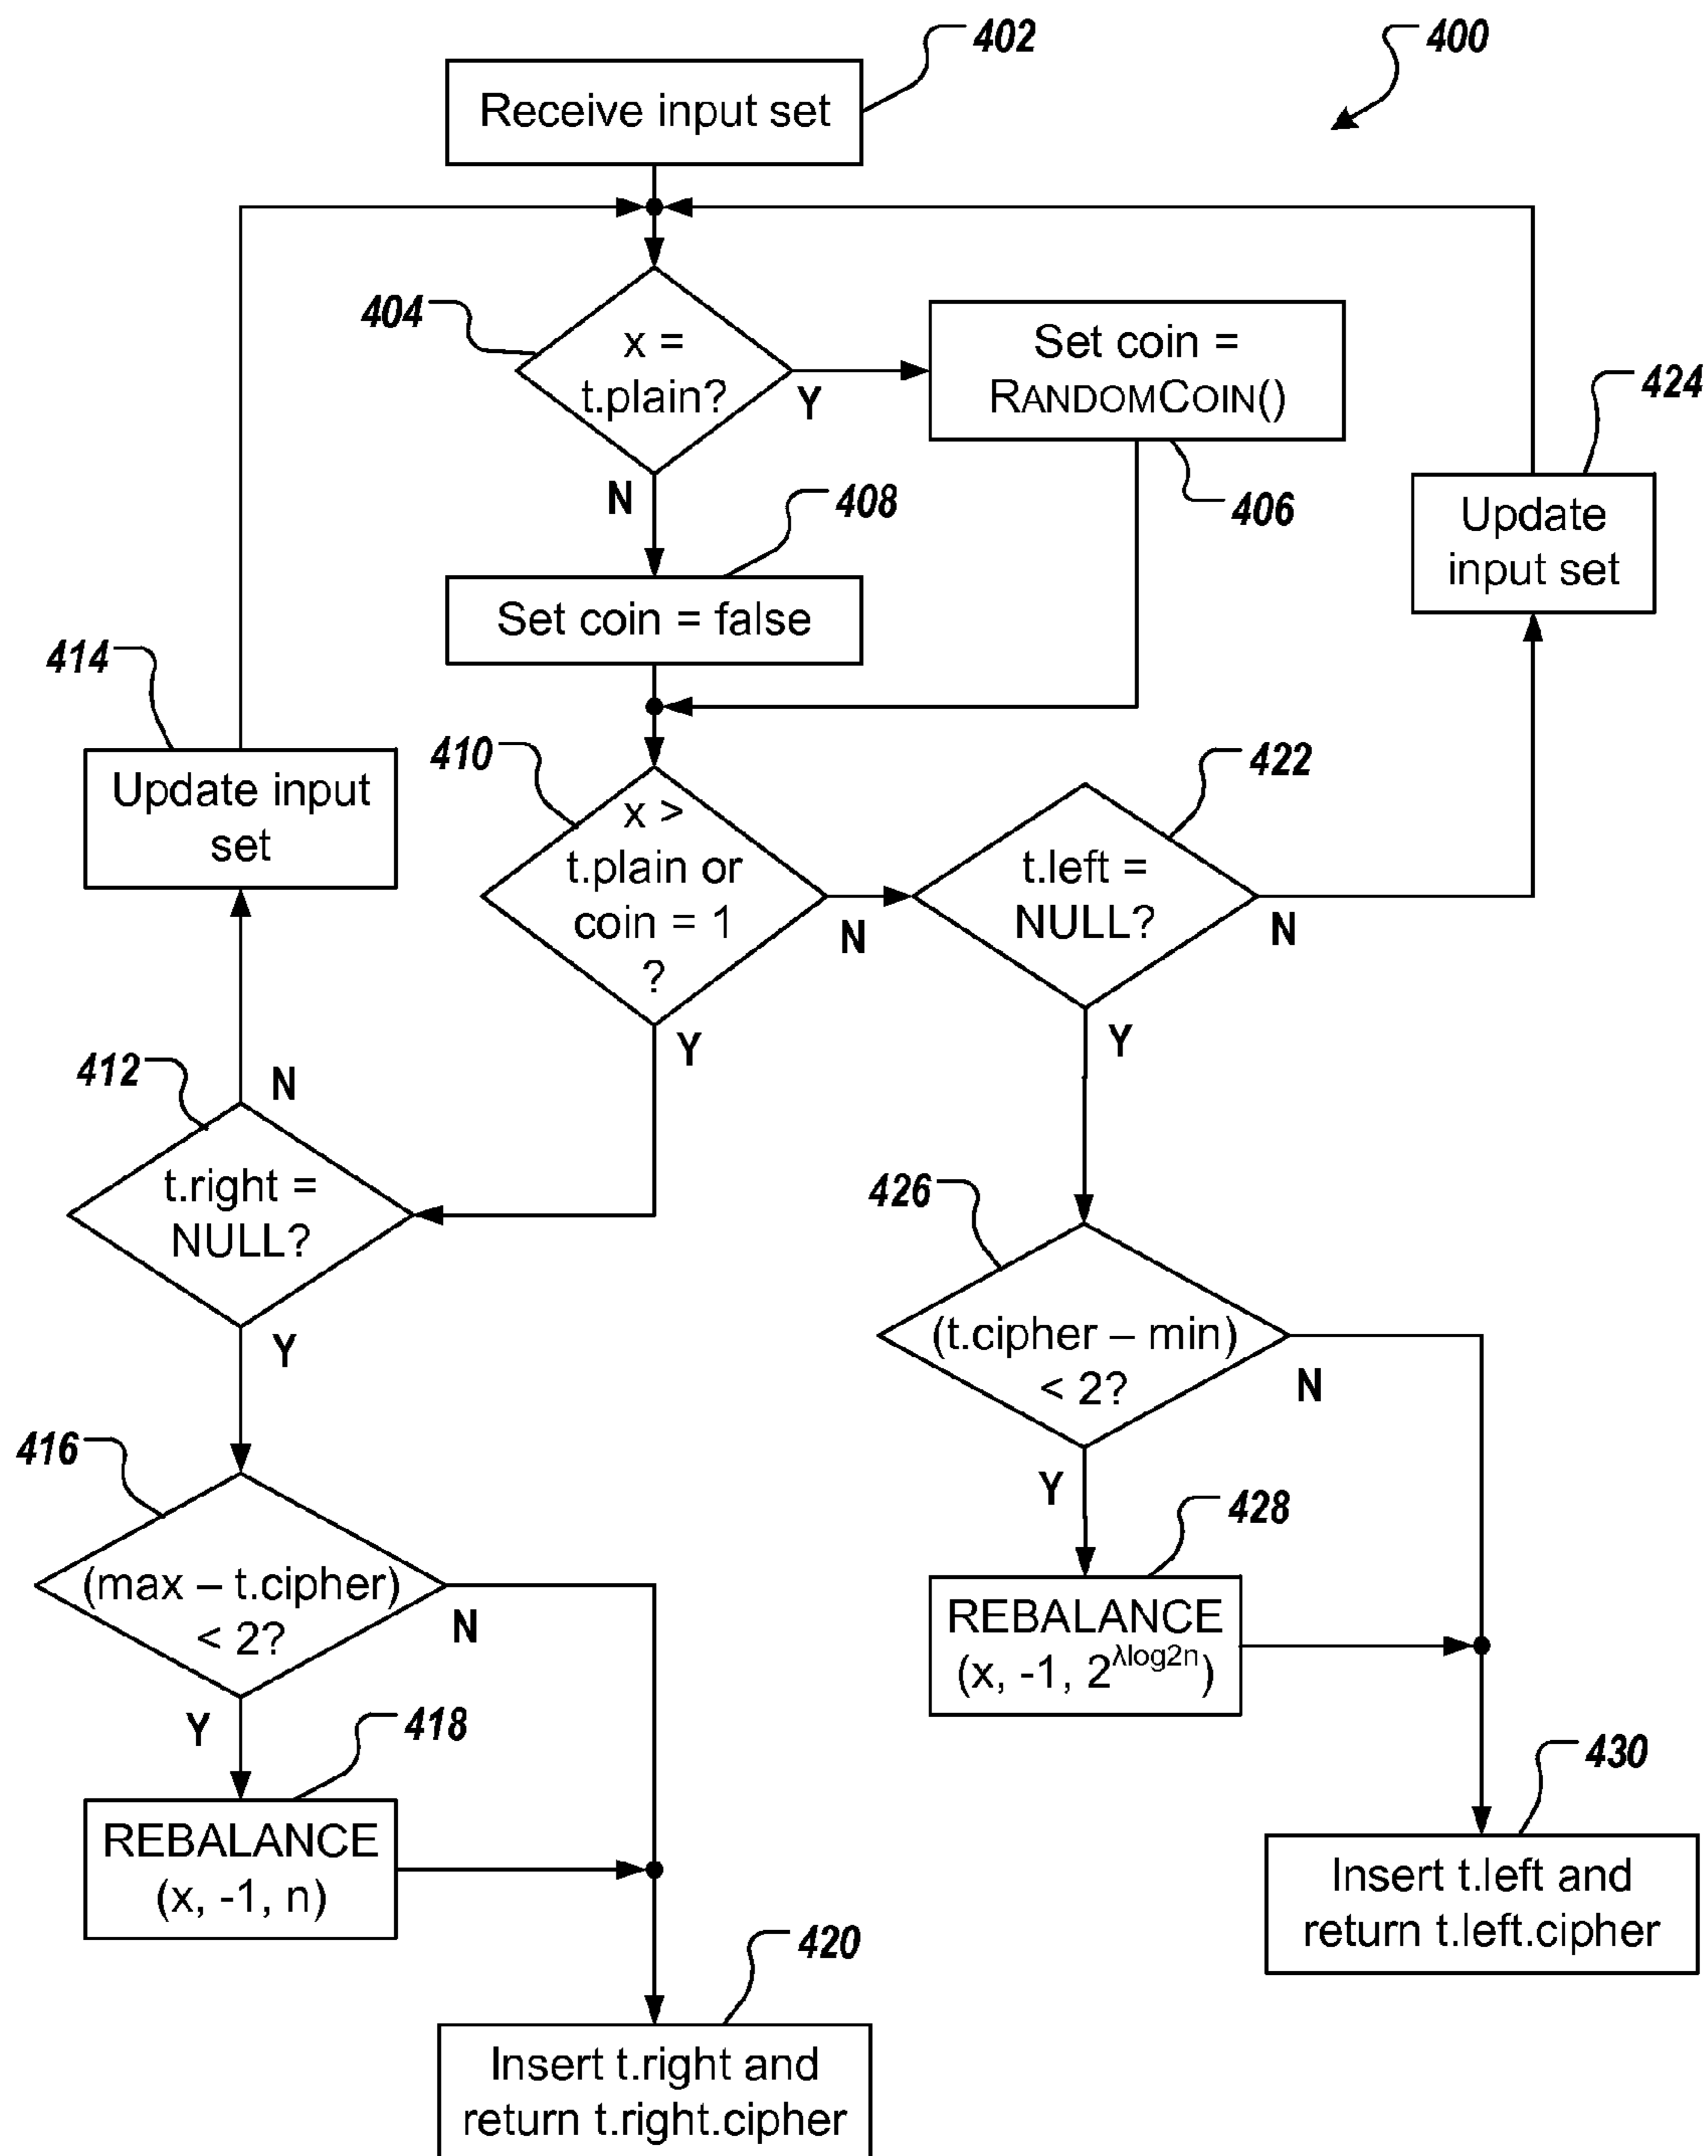 402
400
Receive input set
404
x =
t.plain?
Y
N
Set coin =
RANDOMCOIN()
406
424
Update
input set
408
Set coin = false
414
Update input
set
410
x >
t.plain or
coin = 1
?
N
Y
422
t.left =
NULL?
N
Y
412
N
t.right =
NULL?
Y
426
(t.cipher – min)
< 2?
N
Y
416
(max – t.cipher)
< 2?
N
Y
428
REBALANCE
(x, -1, 2^λlog2n)
418
REBALANCE
(x, -1, n)
430
Insert t.left and
return t.left.cipher
420
Insert t.right and
return t.right.cipher